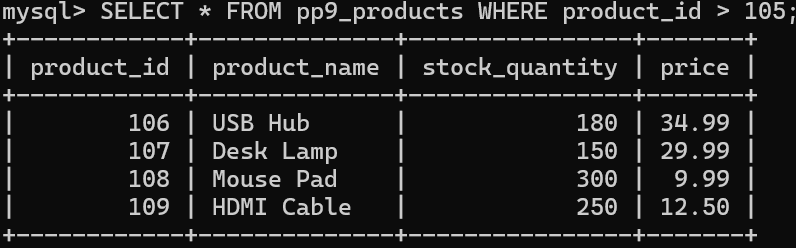 mysql> SELECT * FROM pp9_products WHERE product_id > 105;
+------------+--------------+----------------+-------+
| product_id | product_name | stock_quantity | price |
+------------+--------------+----------------+-------+
|        106 | USB Hub      |            180 | 34.99 |
|        107 | Desk Lamp    |            150 | 29.99 |
|        108 | Mouse Pad    |            300 |  9.99 |
|        109 | HDMI Cable   |            250 | 12.50 |
+------------+--------------+----------------+-------+